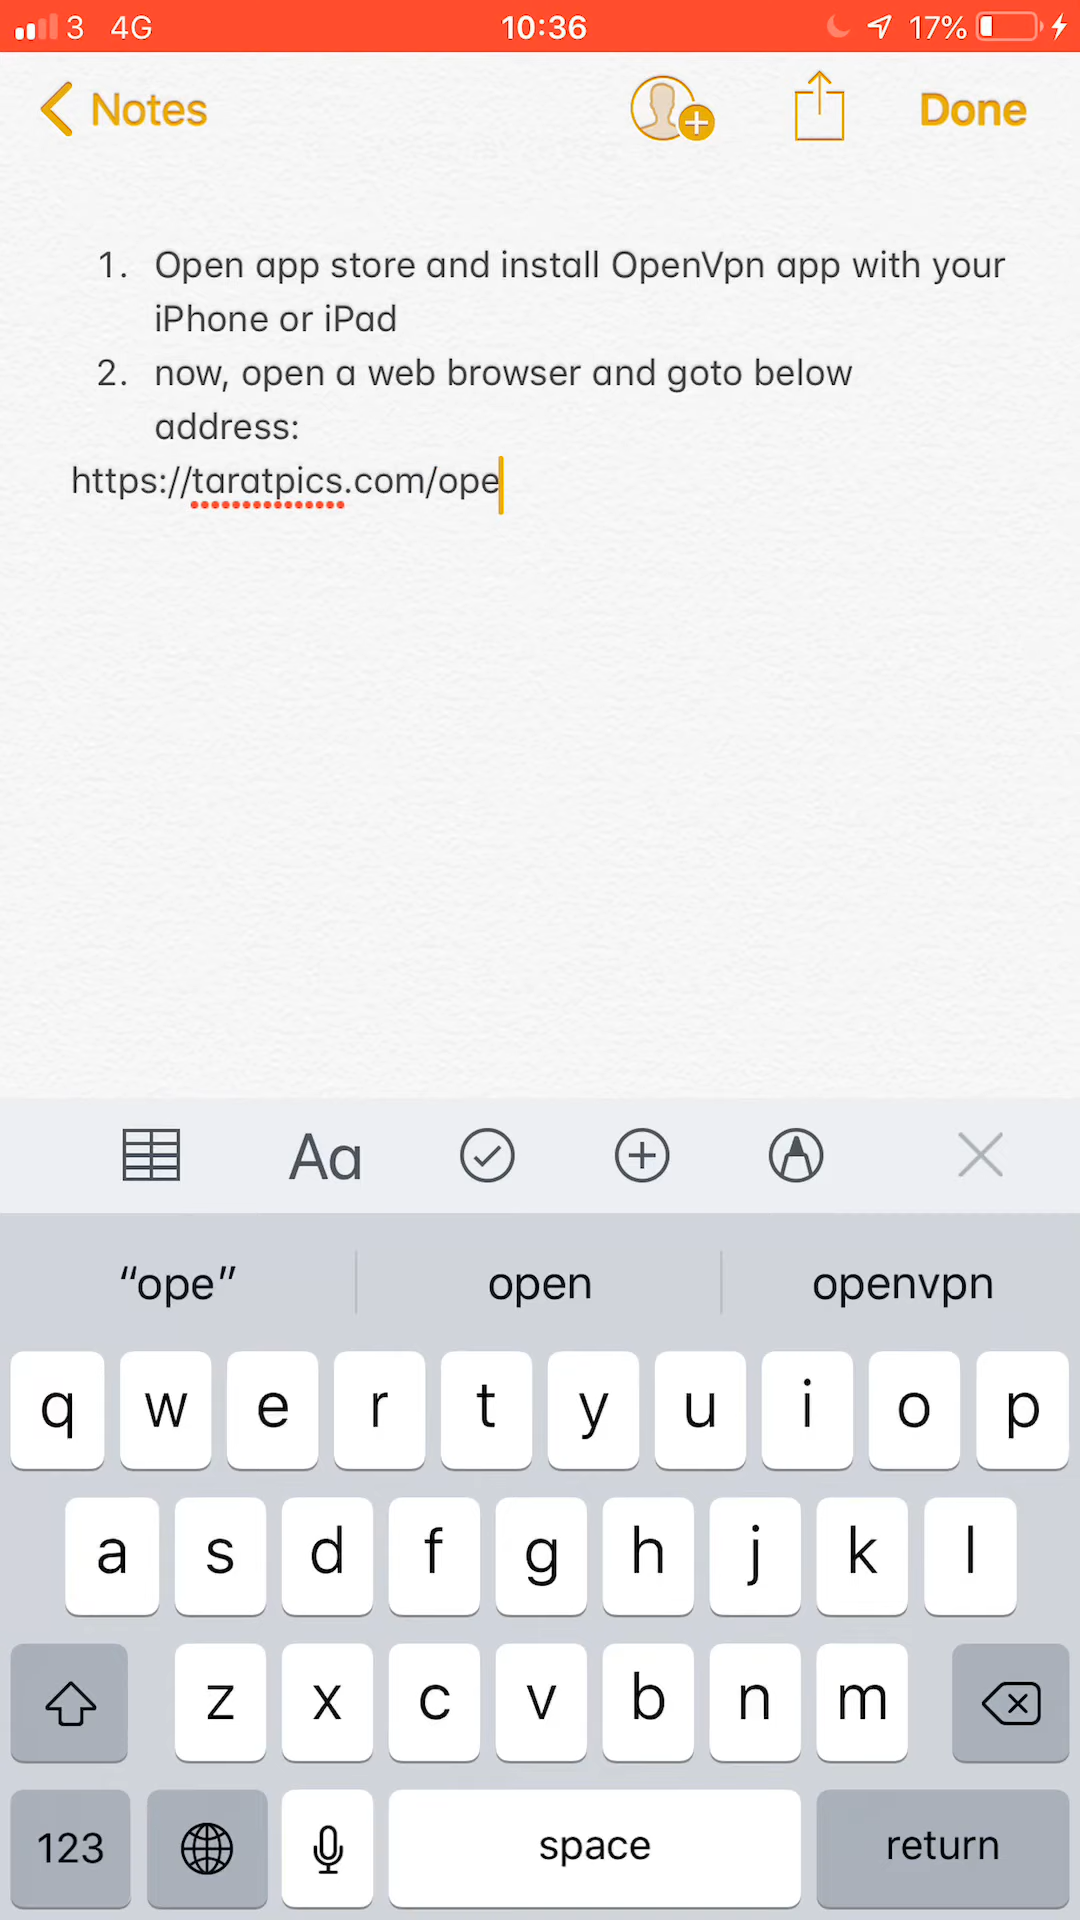 3 4G 10:36 17%
Notes Done
1. Open app store and install OpenVpn app with your
iPhone or iPad
2. now, open a web browser and goto below
address:
https://taratpics.com/ope
Aa
“ope” open openvpn
q w e r t y u i o p
a s d f g h j k l
z x c v b n m
123 space return